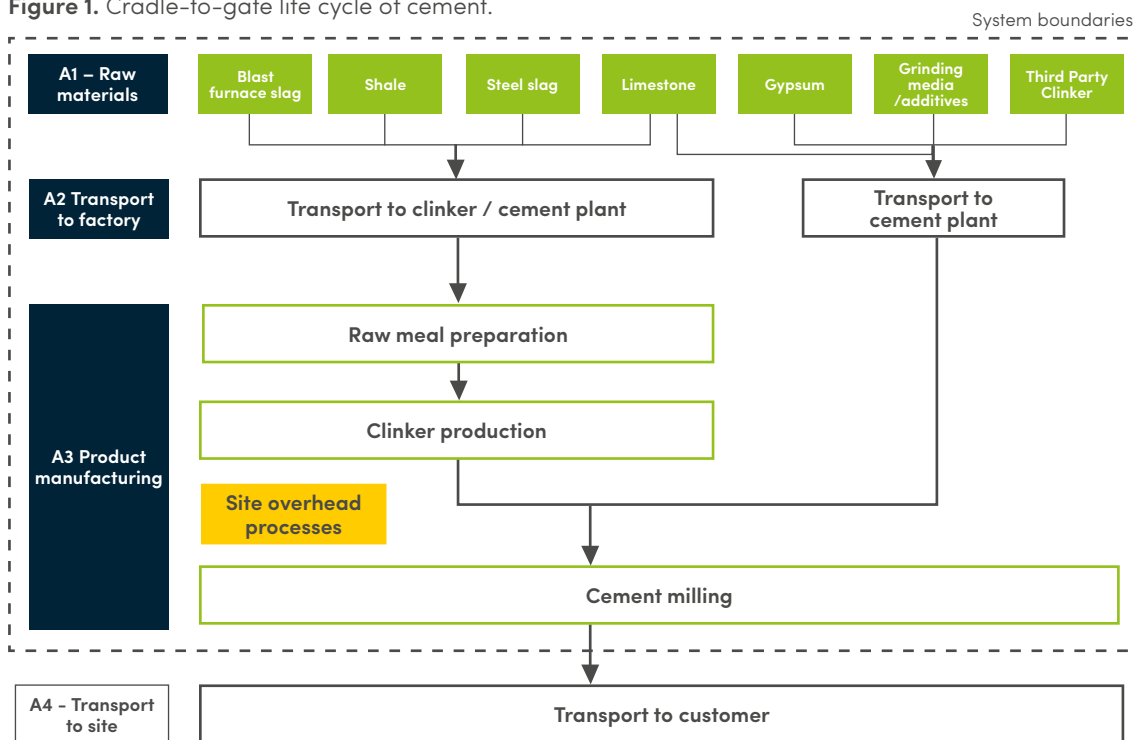 Figure 1. Cradle-to-gate life cycle of cement.
System boundaries
A1 – Raw
materials
Blast
furnace slag
Shale
Steel slag
Limestone
Gypsum
Grinding
media
/additives
Third Party
Clinker
A2 Transport
to factory
Transport to clinker / cement plant
Transport to
cement plant
A3 Product
manufacturing
Raw meal preparation
Clinker production
Site overhead
processes
Cement milling
A4 - Transport
to site
Transport to customer